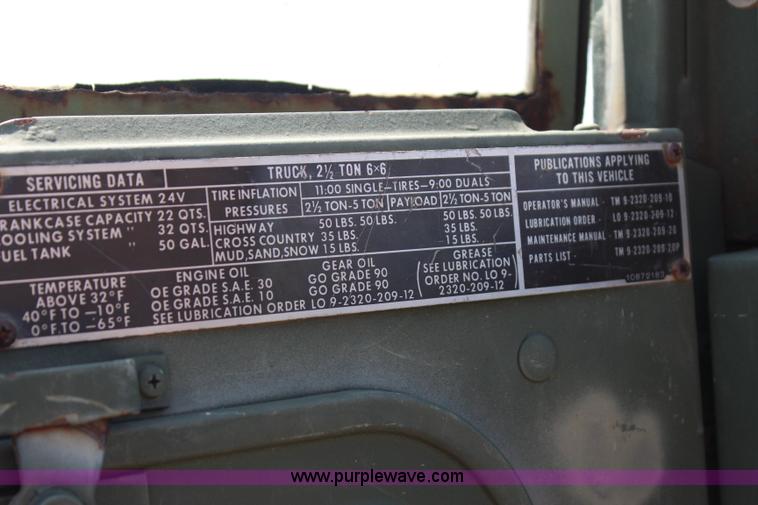 SERVICING DATA
TRUCK, 2½ TON 6×6
ELECTRICAL SYSTEM 24V
CRANKCASE CAPACITY 22 QTS.
COOLING SYSTEM " 32 QTS.
FUEL TANK " 50 GAL.
TIRE INFLATION
PRESSURES
11:00 SINGLE-TIRES-9:00 DUALS
2½ TON-5 TON PAYLOAD 2½ TON-5 TON
HIGHWAY 50 LBS. 50 LBS. 50 LBS. 50 LBS.
CROSS COUNTRY 35 LBS. 35 LBS.
MUD, SAND, SNOW 15 LBS. 15 LBS.
TEMPERATURE
ABOVE 32°F
40°F TO -10°F
0°F. TO -65°F
ENGINE OIL
OE GRADE S.A.E. 30
OE GRADE S.A.E. 10
GEAR OIL
GO GRADE 90
GO GRADE 90
SEE LUBRICATION ORDER LO 9-2320-209-12
GREASE
(SEE LUBRICATION
ORDER NO. LO 9-
2320-209-12)
PUBLICATIONS APPLYING
TO THIS VEHICLE
OPERATOR'S MANUAL - TM 9-2320-209-10
LUBRICATION ORDER - LO 9-2320-209-12
MAINTENANCE MANUAL - TM 9-2320-209-20
PARTS LIST - TM 9-2320-209-20P
10872183
www.purplewave.com